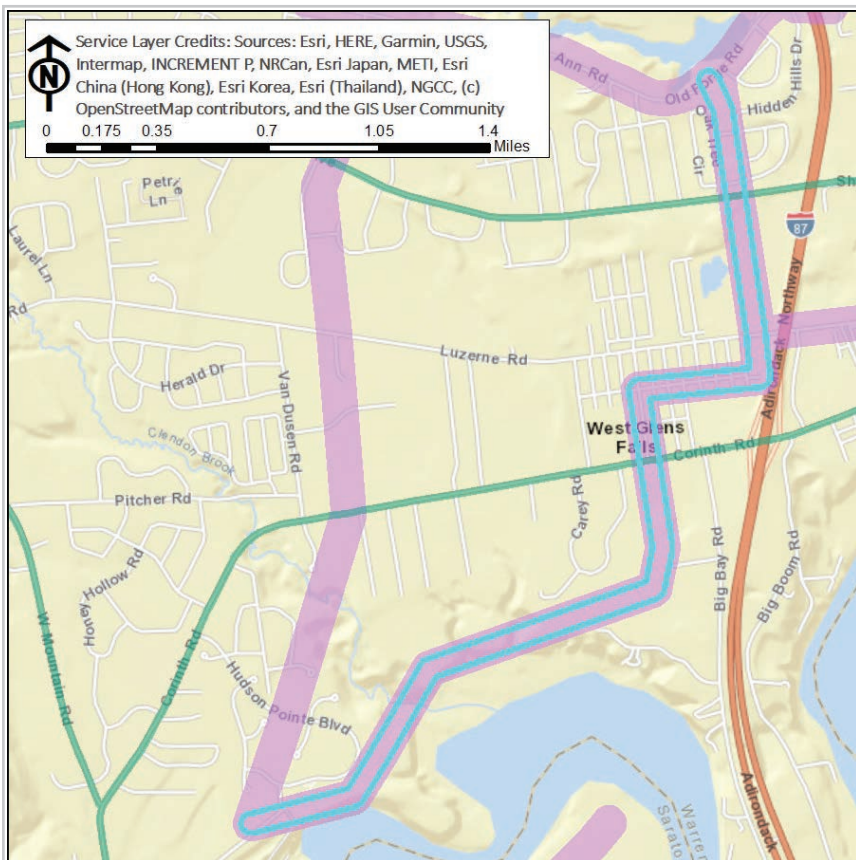 Service Layer Credits: Sources: Esri, HERE, Garmin, USGS,
Intermap, INCREMENT P, NRCan, Esri Japan, METI, Esri
China (Hong Kong), Esri Korea, Esri (Thailand), NGCC, (c)
OpenStreetMap contributors, and the GIS User Community
N
0 0.175 0.35 0.7 1.05 1.4
Miles
Ann Rd
Old Forge Rd
Hidden Hills Dr
Oak Tree
Cir
Petrie
Ln
Sh
87
Laurel Ln
Rd
Adirondack Northway
Luzerne Rd
Herald Dr
Van Dusen Rd
West Glens
Falls
Corinth Rd
Clendon Brook
Pitcher Rd
Carey Rd
Big Bay Rd
Big Boom Rd
Honey Hollow Rd
W Mountain Rd
Corinth Rd
Hudson Pointe Blvd
Adirondack
Warre
Sarato